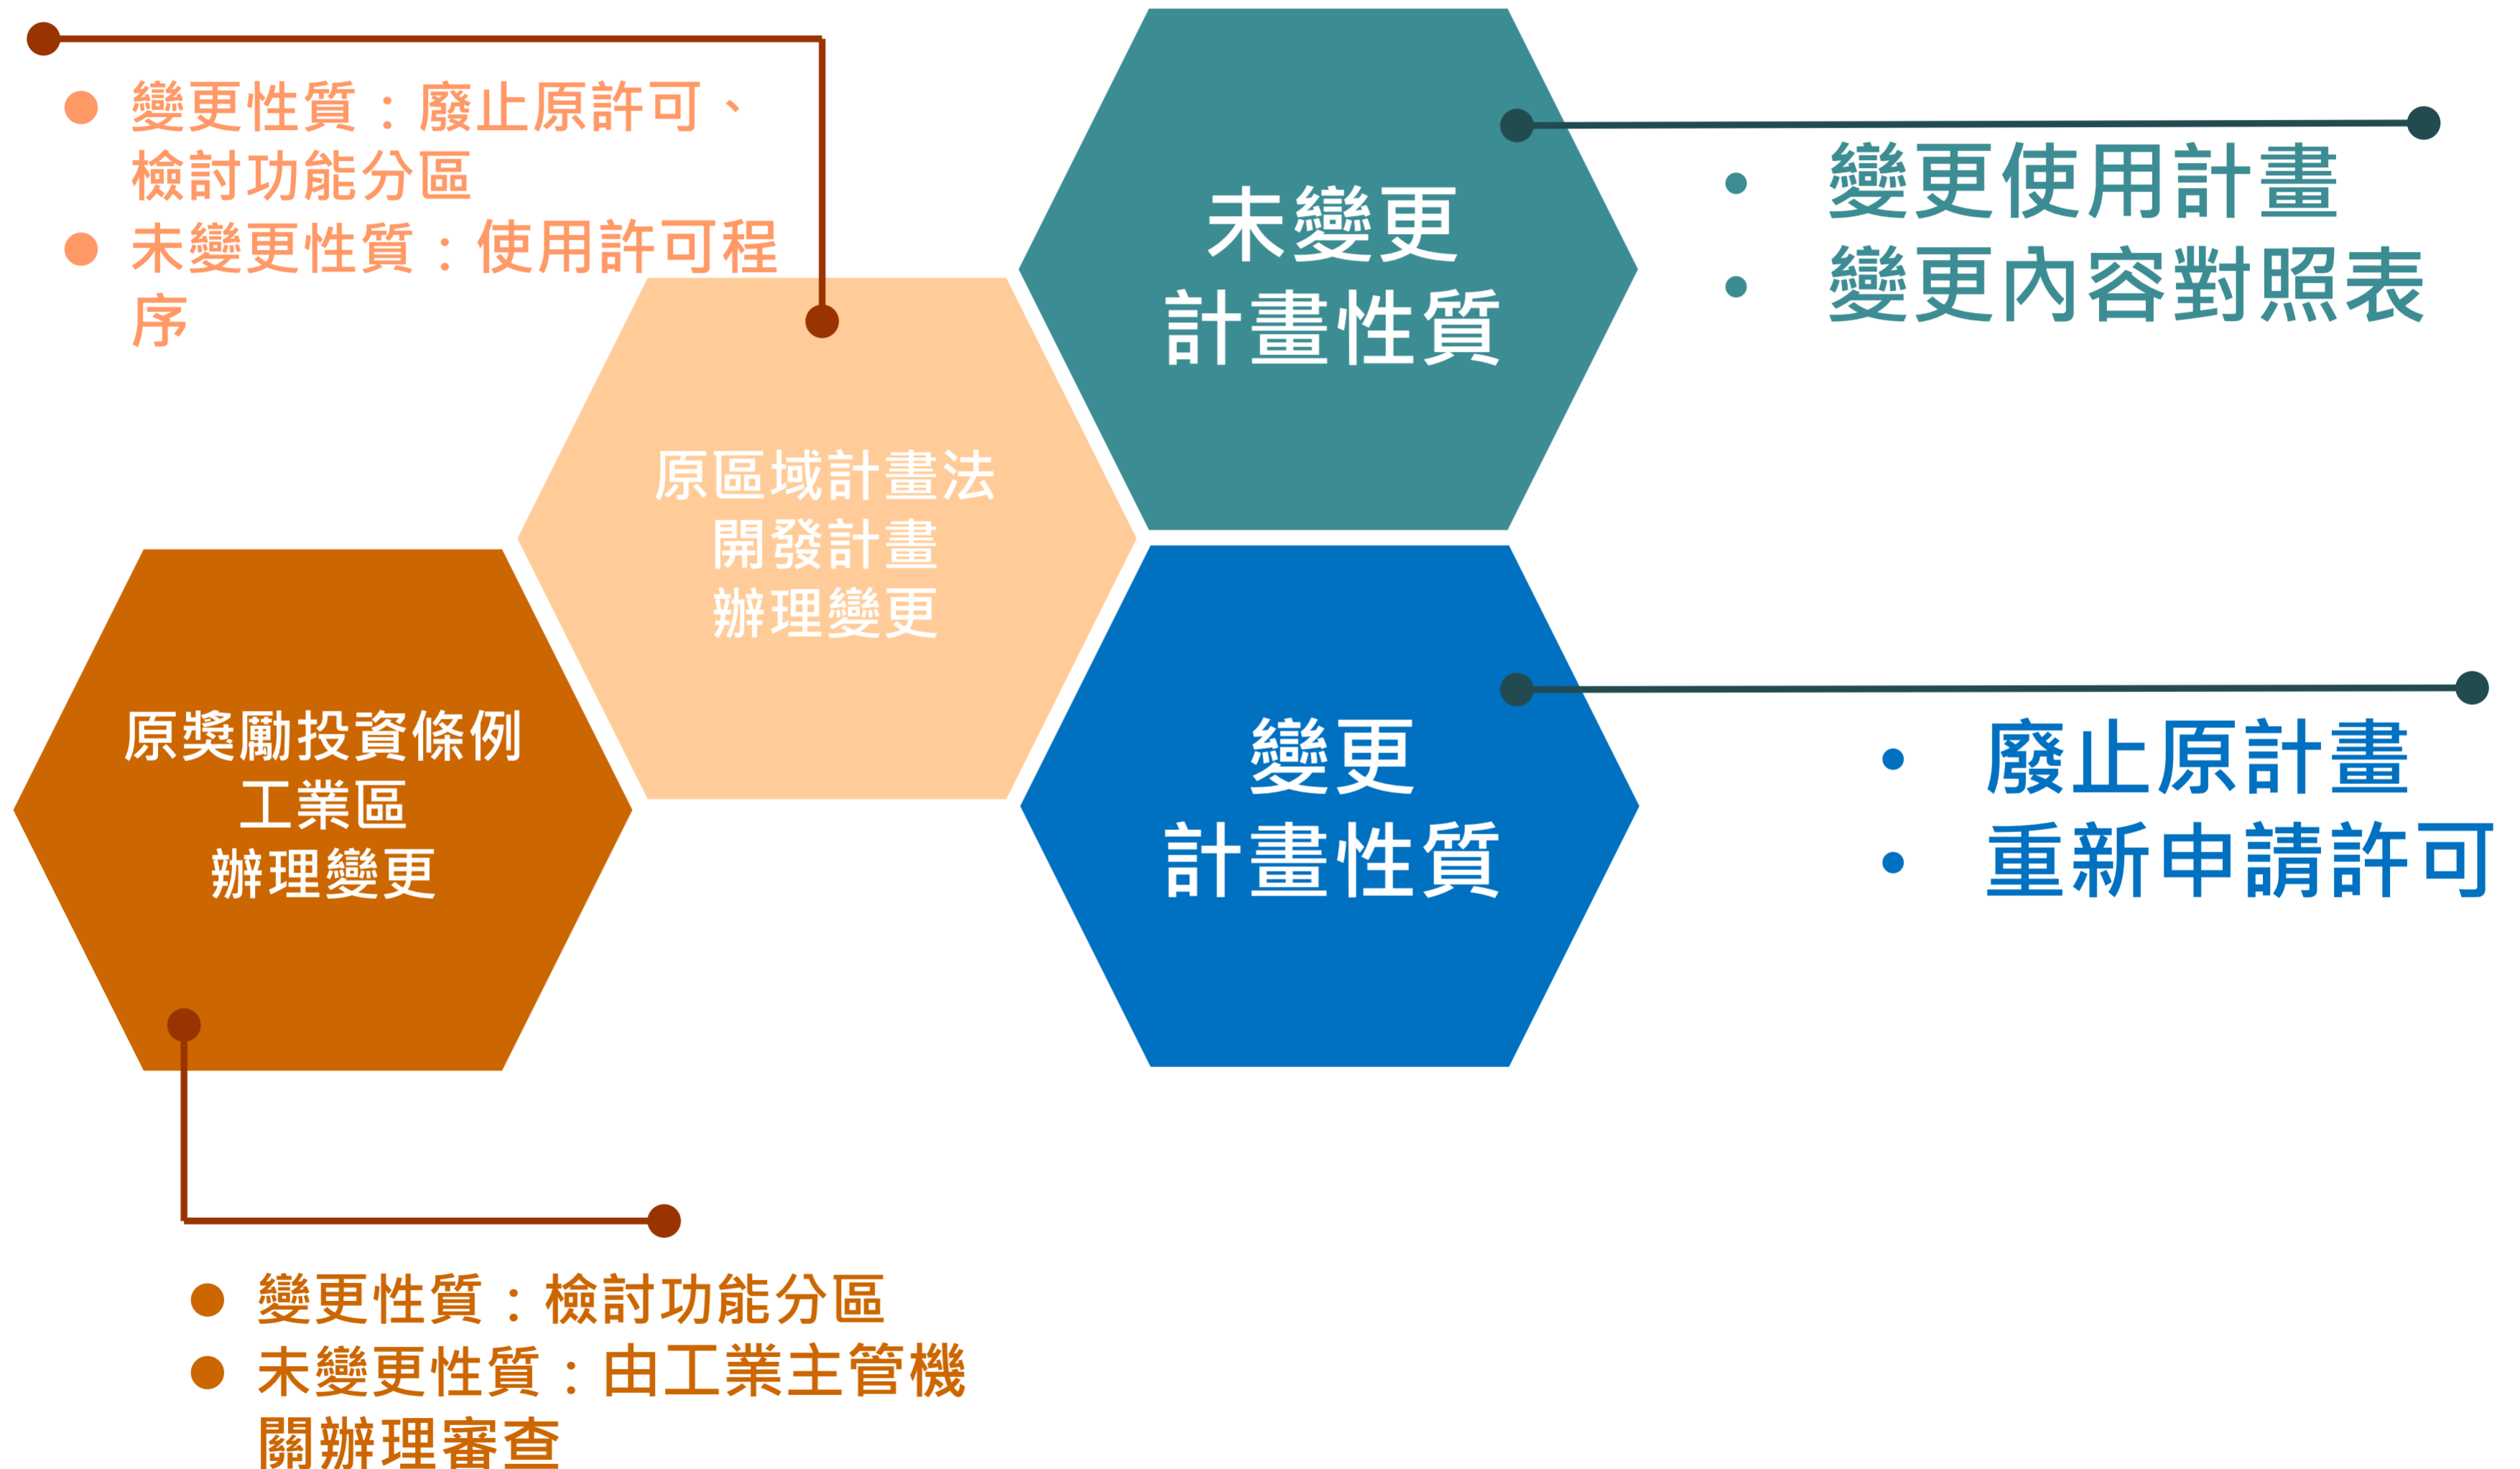 變更性質：廢止原許可、
檢討功能分區
未變更性質：使用許可程
序
未變更
計畫性質
變更使用計畫
變更內容對照表
原區域計畫法
開發計畫
辦理變更
原獎勵投資條例
工業區
辦理變更
變更
計畫性質
廢止原計畫
重新申請許可
變更性質：檢討功能分區
未變更性質：由工業主管機
關辦理審查